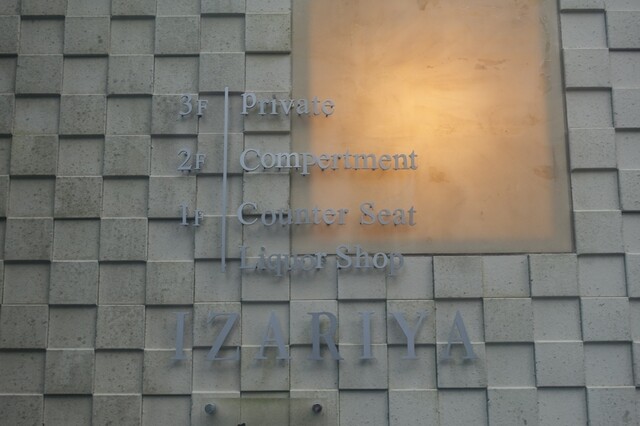 3F Private
2F Compertment
1F Counter Seat
Liquor Shop
IZARIYA